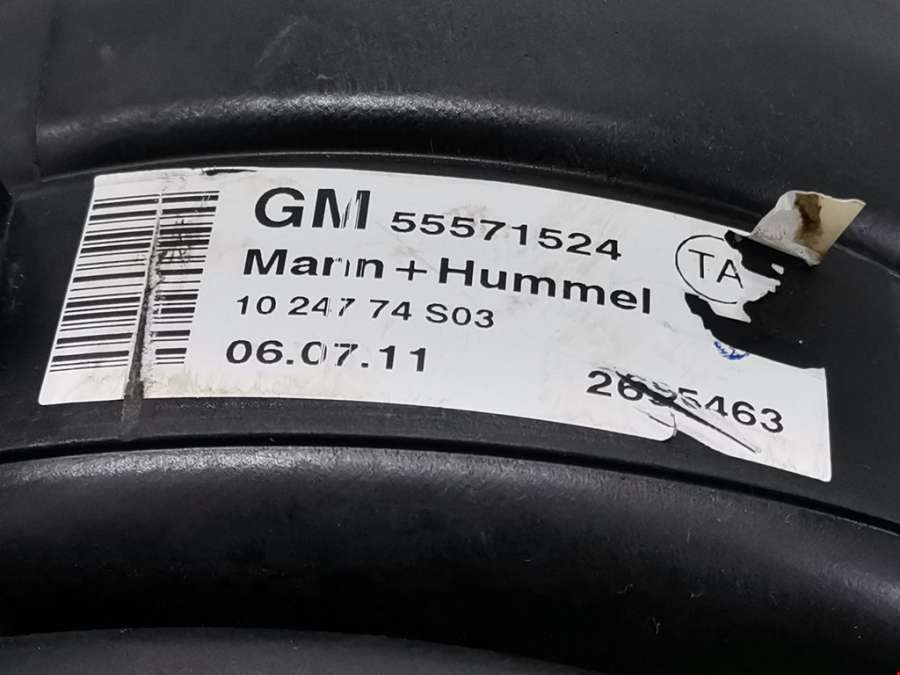 GM 55571524
TA
Mann+Hummel
10 247 74 S03
06.07.11